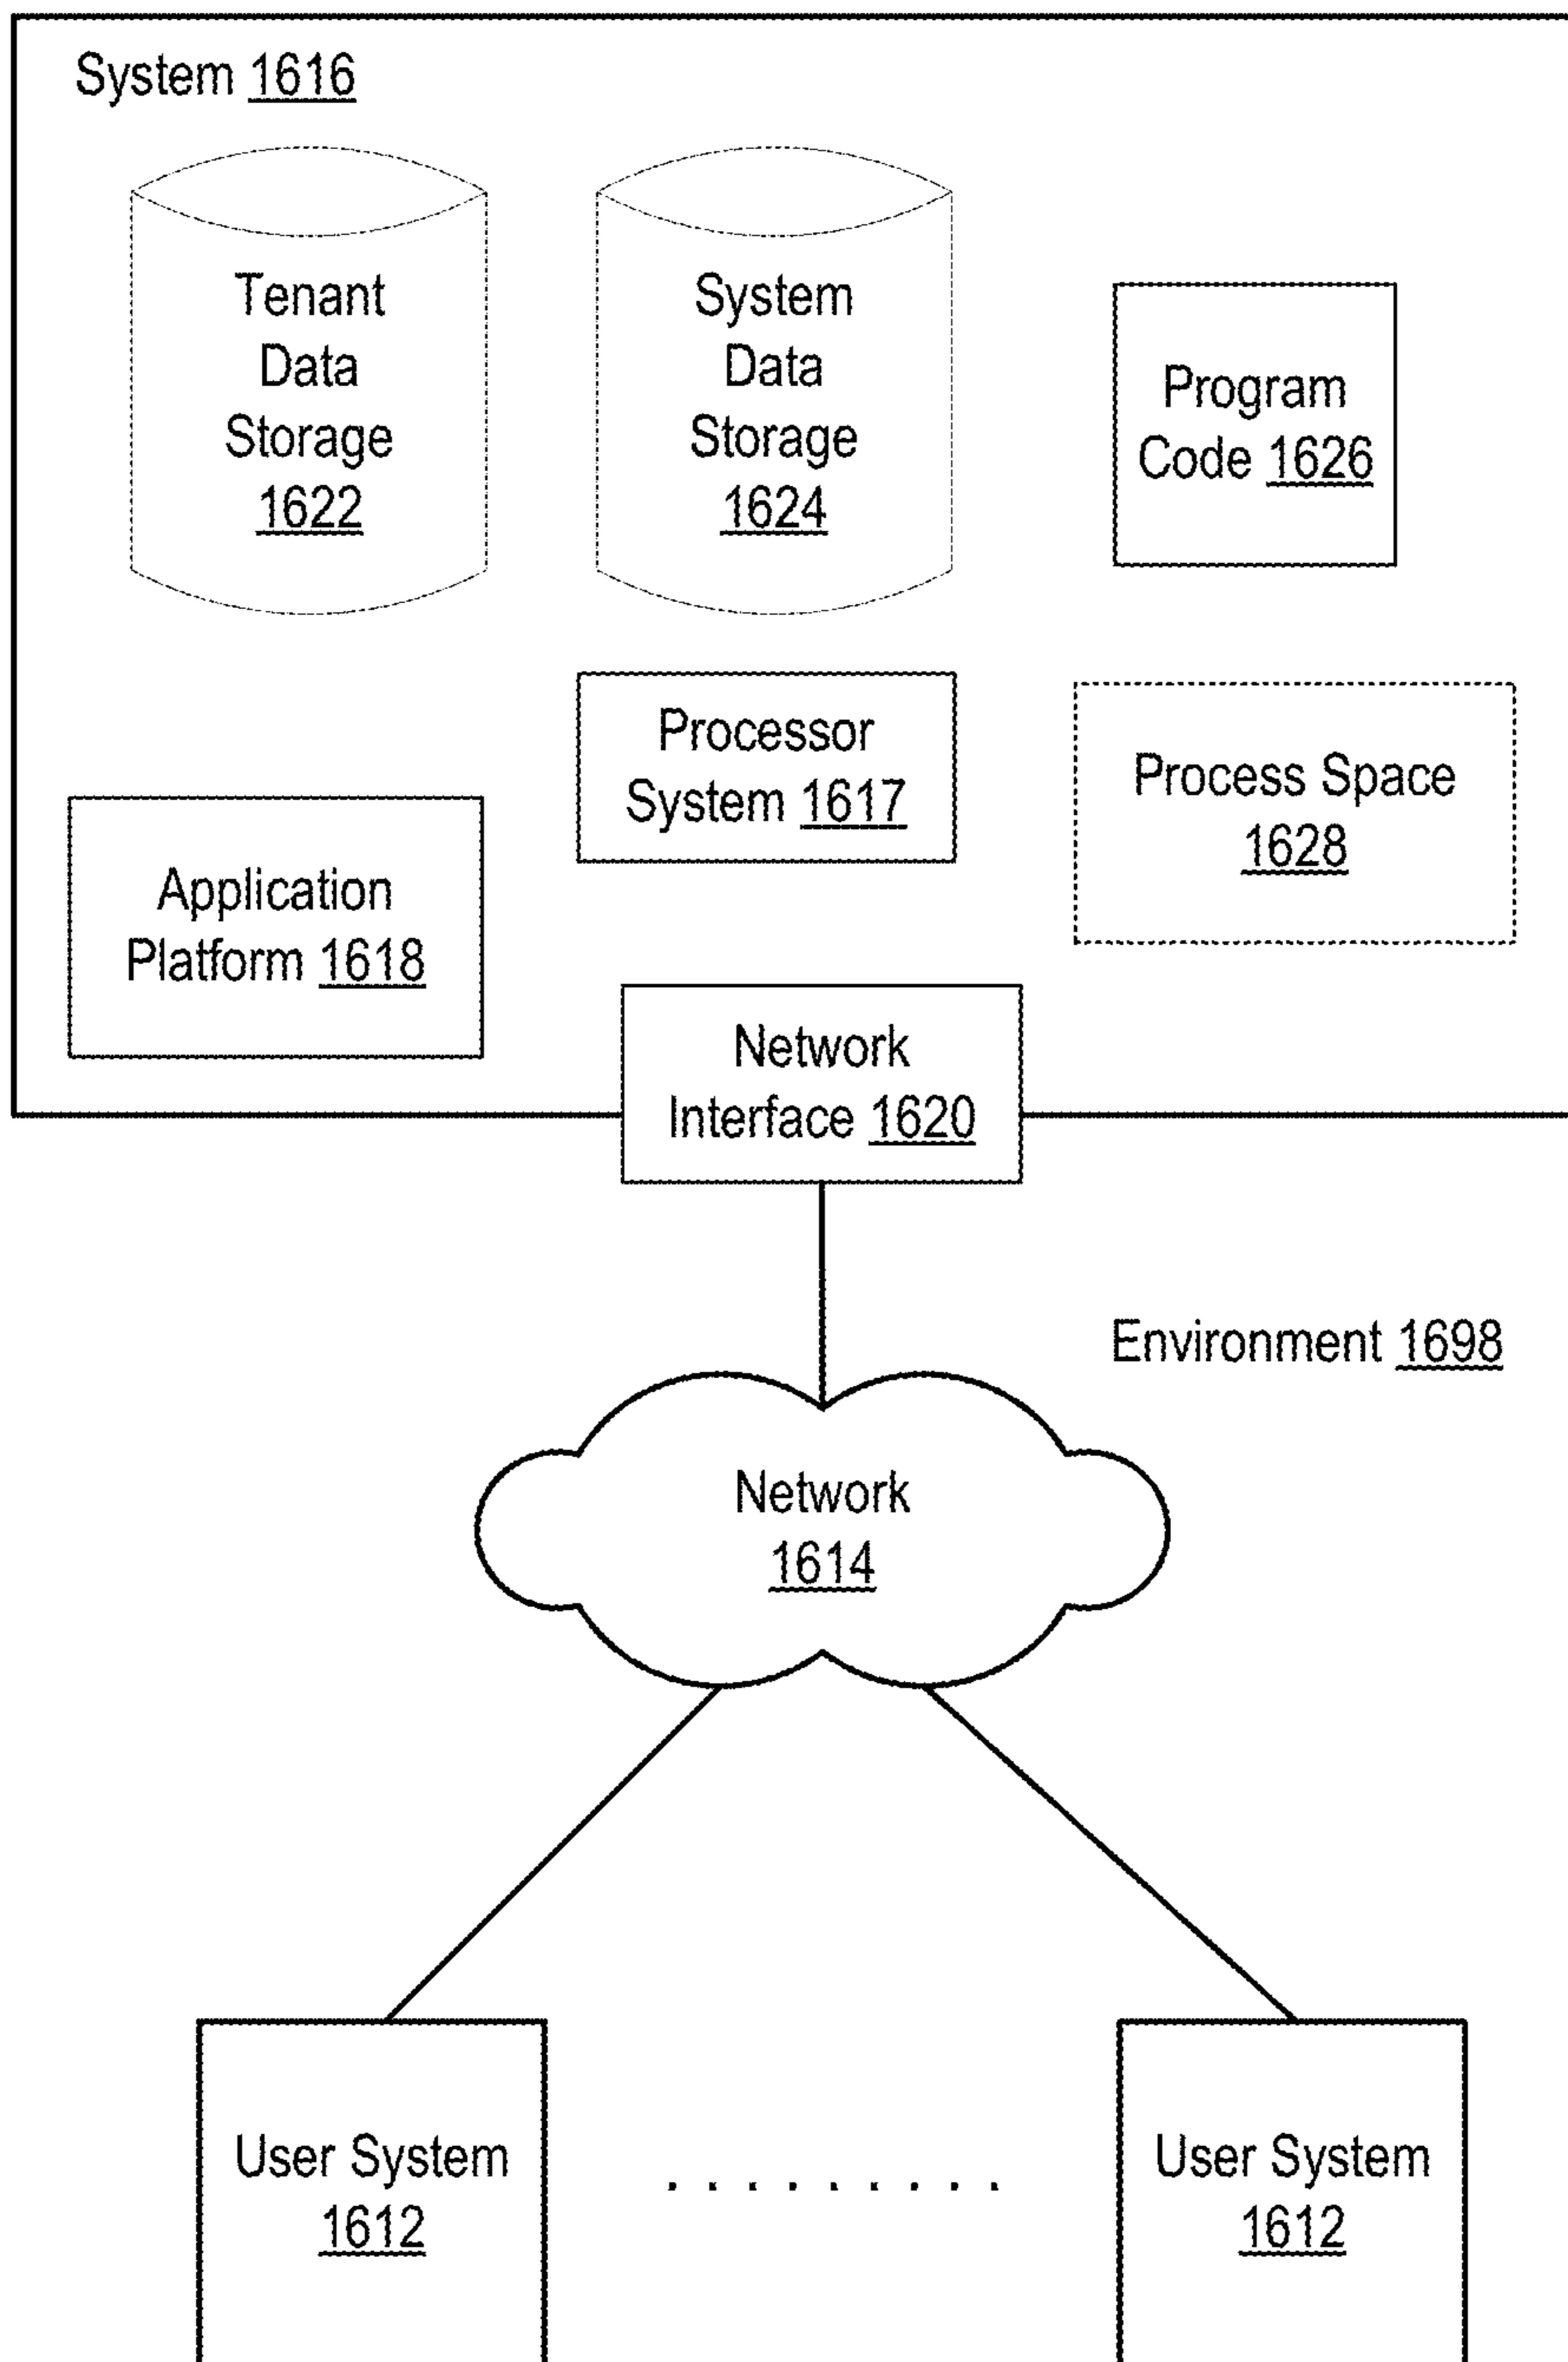 System 1616
Tenant
Data
Storage
1622
System
Data
Storage
1624
Program
Code 1626
Processor
System 1617
Process Space
1628
Application
Platform 1618
Network
Interface 1620
Environment 1698
Network
1614
User System
1612
.........
User System
1612